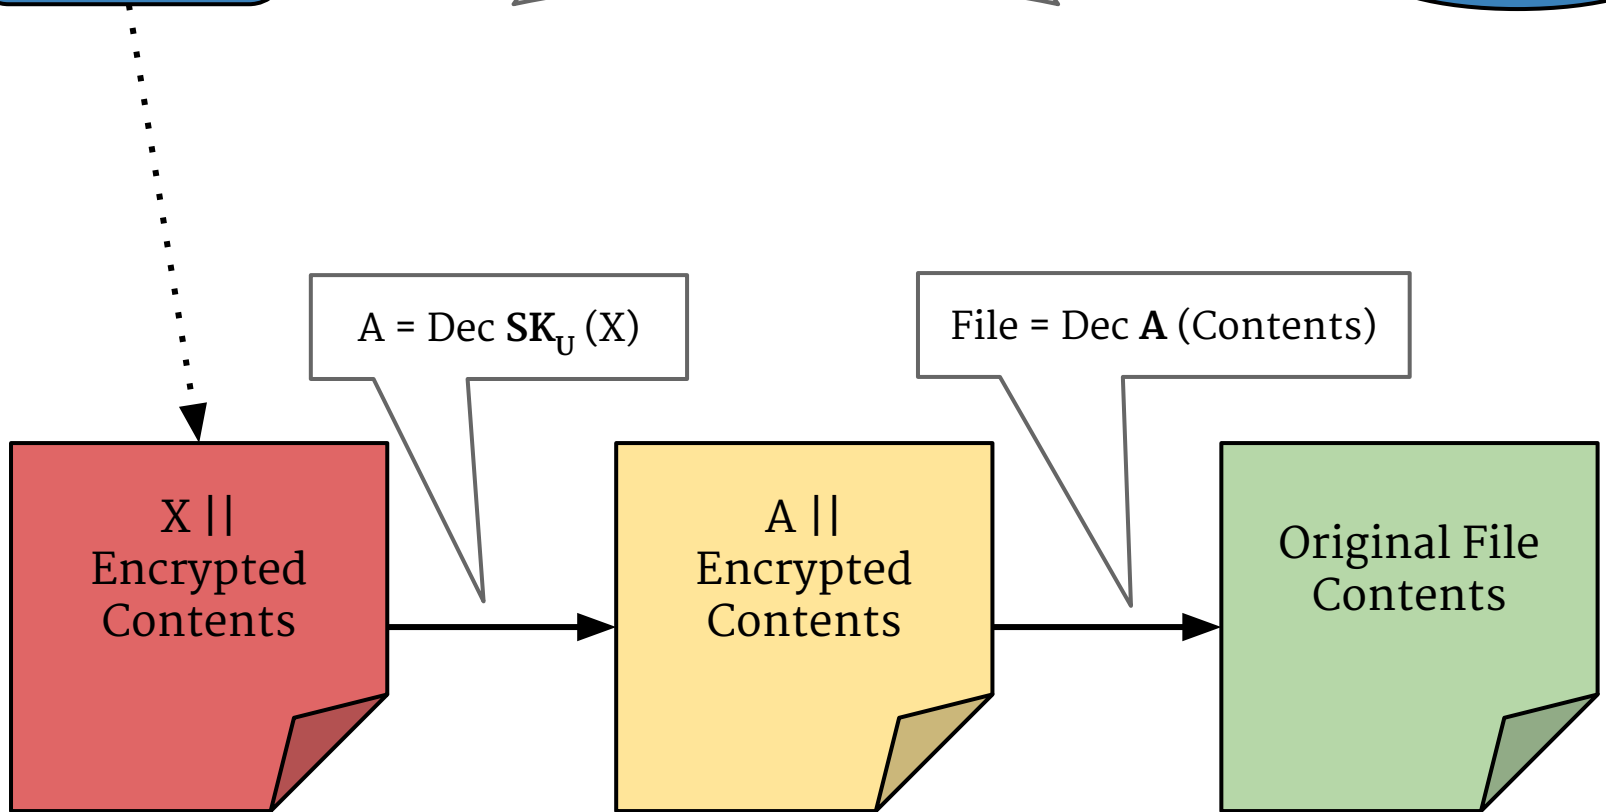 A = Dec SKU (X)
File = Dec A (Contents)
X ||
Encrypted
Contents
A ||
Encrypted
Contents
Original File
Contents